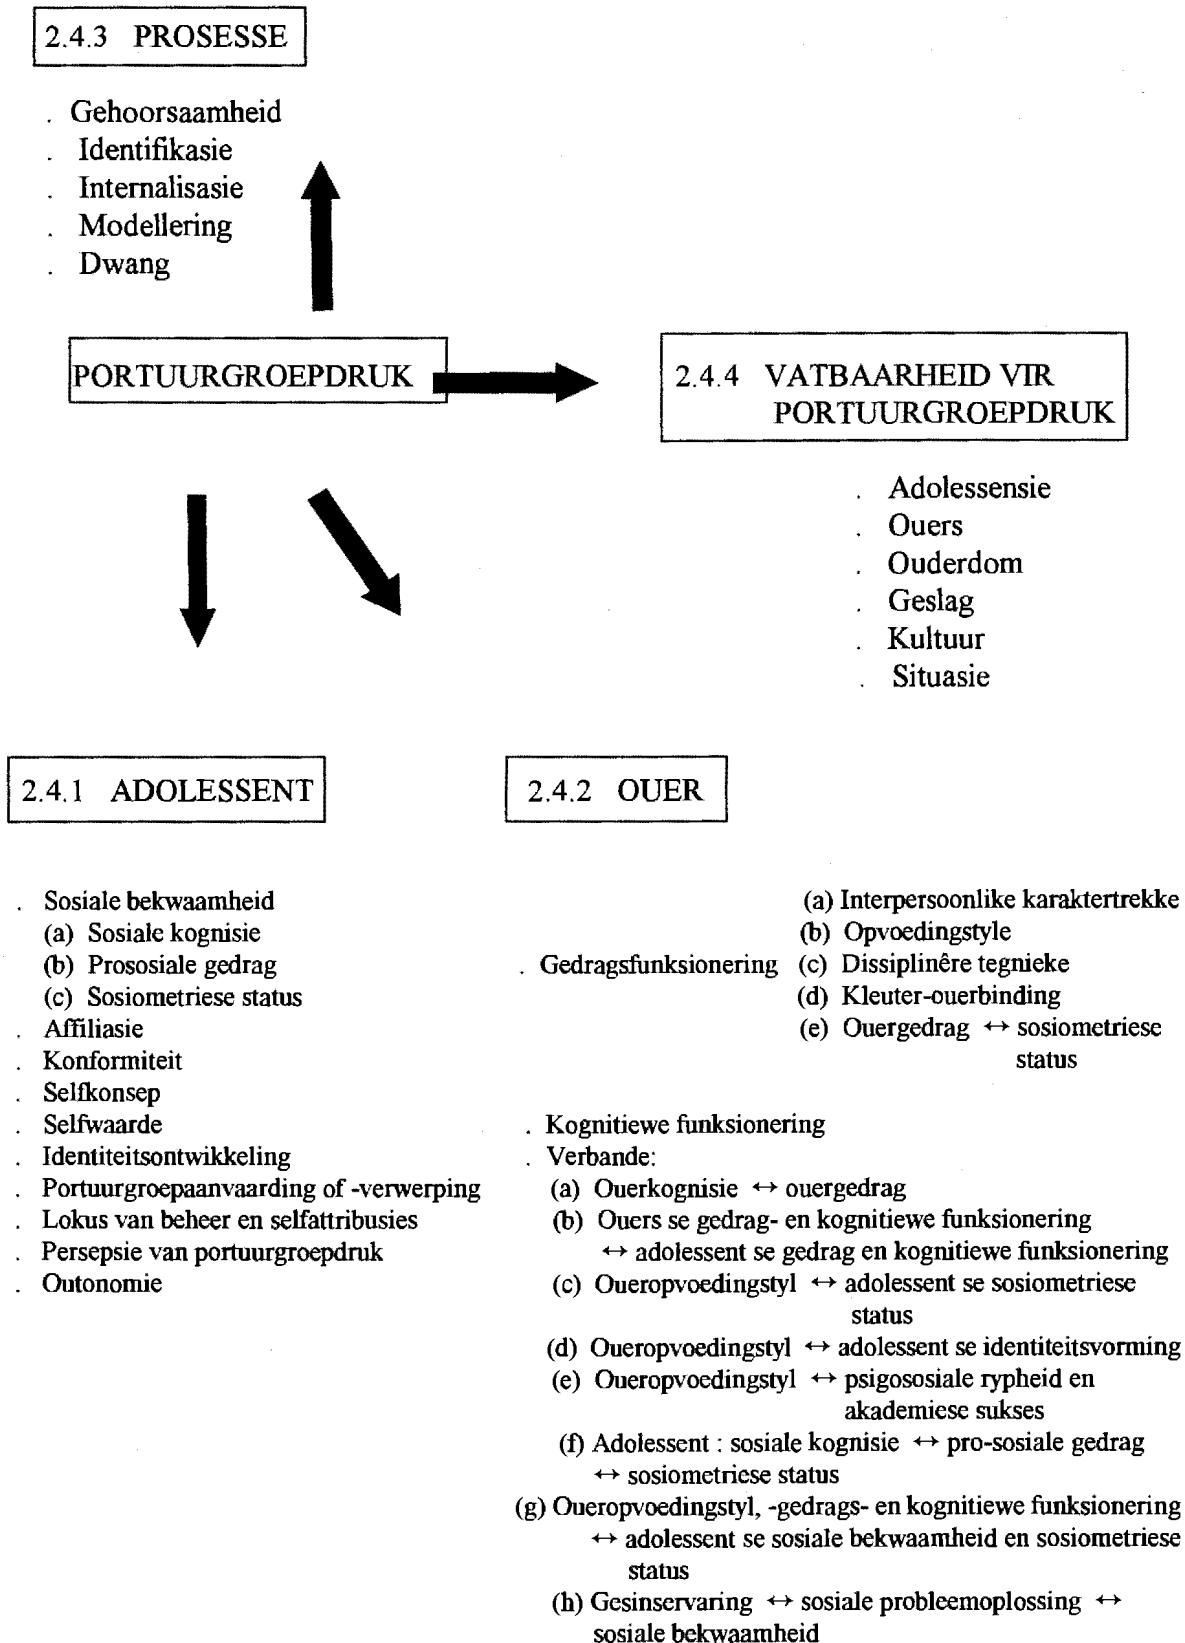 2.4.3 PROSESSE
. Gehoorsaamheid
. Identifikasie
. Internalisasie
. Modellering
. Dwang
PORTUURGROEPDRUK
2.4.4 VATBAARHEID VIR
PORTUURGROEPDRUK
. Adolessensie
. Ouers
. Ouderdom
. Geslag
. Kultuur
. Situasie
2.4.1 ADOLESSENT
. Sosiale bekwaamheid
(a) Sosiale kognisie
(b) Prososiale gedrag
(c) Sosiometriese status
. Affiliasie
. Konformiteit
. Selfkonsep
. Selfwaarde
. Identiteitsontwikkeling
. Portuurgroepaanvaarding of -verwerping
. Lokus van beheer en selfattribusies
. Persepsie van portuurgroepdruk
. Outonomie
2.4.2 OUER
. Gedragsfunksionering
(a) Interpersoonlike karaktertrekke
(b) Opvoedingstyle
(c) Dissiplinêre tegnieke
(d) Kleuter-ouerbinding
(e) Ouergedrag ↔ sosiometriese
status
. Kognitiewe funksionering
. Verbande:
(a) Ouerkognisie ↔ ouergedrag
(b) Ouers se gedrag- en kognitiewe funksionering
↔ adolessent se gedrag en kognitiewe funksionering
(c) Oueropvoedingstyl ↔ adolessent se sosiometriese
status
(d) Oueropvoedingstyl ↔ adolessent se identiteitsvorming
(e) Oueropvoedingstyl ↔ psigososiale rypheid en
akademiese sukses
(f) Adolessent : sosiale kognisie ↔ pro-sosiale gedrag
↔ sosiometriese status
(g) Oueropvoedingstyl, -gedrags- en kognitiewe funksionering
↔ adolessent se sosiale bekwaamheid en sosiometriese
status
(h) Gesinservaring ↔ sosiale probleemoplossing ↔
sosiale bekwaamheid